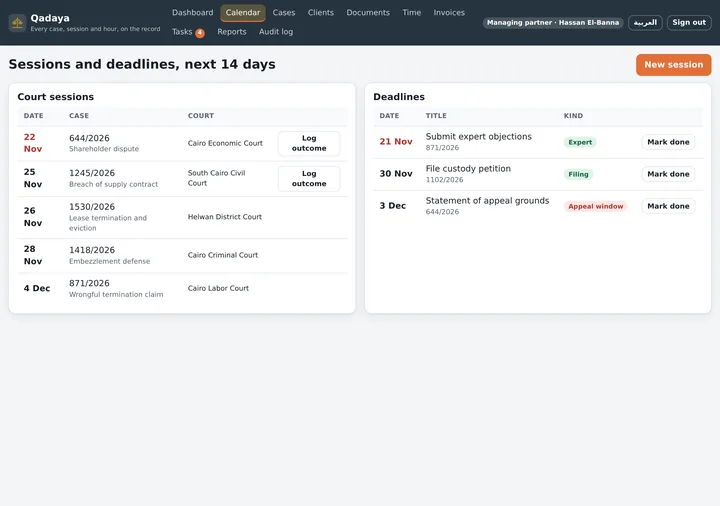 Qadaya
Every case, session and hour, on the record
Dashboard Calendar Cases Clients Documents Time Invoices
Tasks 4 Reports Audit log
Managing partner · Hassan El-Banna
العربية
Sign out
Sessions and deadlines, next 14 days
New session
Court sessions
DATE CASE COURT
22 Nov 644/2026 Shareholder dispute Cairo Economic Court Log outcome
25 Nov 1245/2026 Breach of supply contract South Cairo Civil Court Log outcome
26 Nov 1530/2026 Lease termination and eviction Helwan District Court
28 Nov 1418/2026 Embezzlement defense Cairo Criminal Court
4 Dec 871/2026 Wrongful termination claim Cairo Labor Court
Deadlines
DATE TITLE KIND
21 Nov Submit expert objections 871/2026 Expert Mark done
30 Nov File custody petition 1102/2026 Filing Mark done
3 Dec Statement of appeal grounds 644/2026 Appeal window Mark done